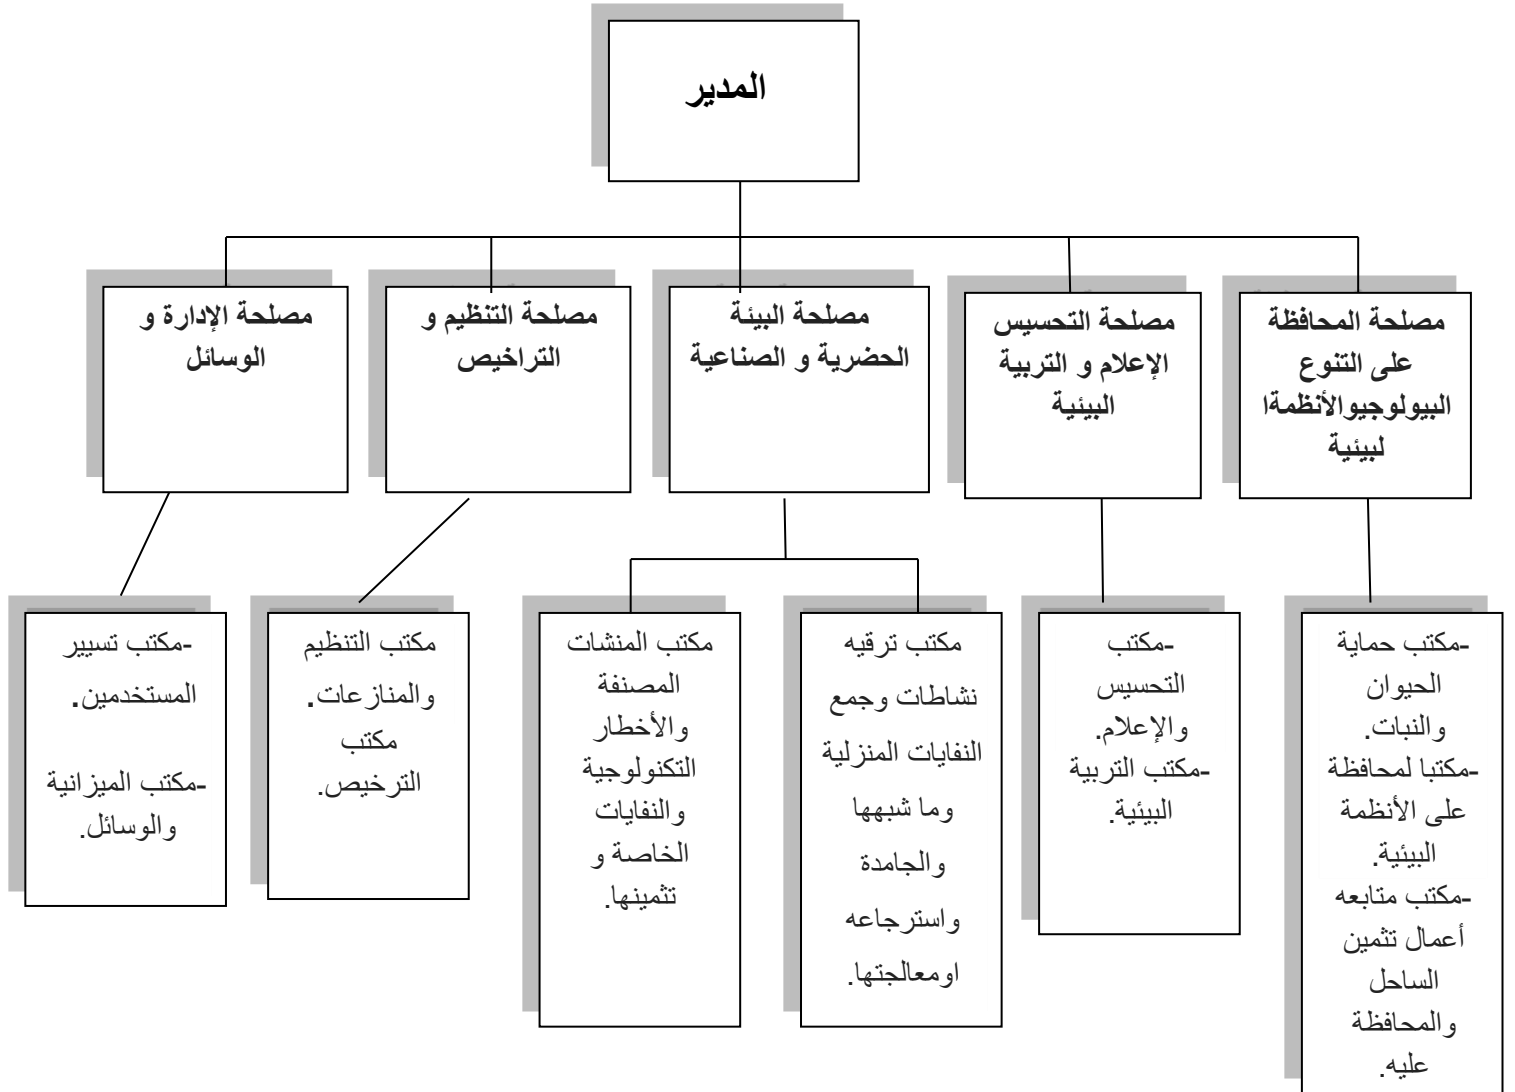 المدير
مصلحة المحافظة
على التنوع
البيولوجيوالأنظمةا
لبيئية
مصلحة التحسيس
الإعلام و التربية
البيئية
مصلحة البيئة
الحضرية و الصناعية
مصلحة التنظيم و
التراخيص
مصلحة الإدارة و
الوسائل
-مكتب حماية
الحيوان
والنبات.
-مكتبا لمحافظة
على الأنظمة
البيئية.
-مكتب متابعه
أعمال تثمين
الساحل
والمحافظة
عليه.
-مكتب
التحسيس
والإعلام.
-مكتب التربية
البيئية.
مكتب ترقيه
نشاطات وجمع
النفايات المنزلية
وما شبهها
والجامدة
واسترجاعه
اومعالجتها.
مكتب المنشات
المصنفة
والأخطار
التكنولوجية
والنفايات
الخاصة و
تثمينها.
مكتب التنظيم
والمنازعات.
مكتب
الترخيص.
-مكتب تسيير
المستخدمين.
-مكتب الميزانية
والوسائل.